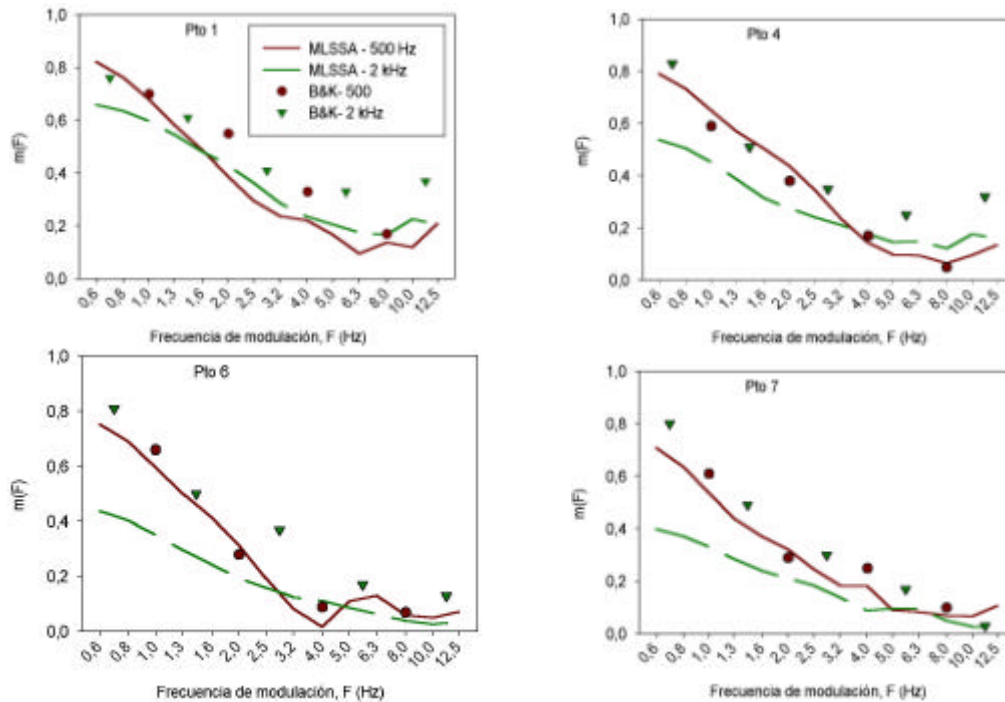 Pto 1
MLSSA - 500 Hz
MLSSA - 2 kHz
B&K- 500
B&K- 2 kHz
m(F)
1,0
0,8
0,6
0,4
0,2
0,0
0,6 0,8 1,0 1,3 1,6 2,0 2,5 3,2 4,0 5,0 6,3 8,0 10,0 12,5
Frecuencia de modulación, F (Hz)
Pto 4
m(F)
1,0
0,8
0,6
0,4
0,2
0,0
0,6 0,8 1,0 1,3 1,6 2,0 2,5 3,2 4,0 5,0 6,3 8,0 10,0 12,5
Frecuencia de modulación, F (Hz)
Pto 6
m(F)
1,0
0,8
0,6
0,4
0,2
0,0
0,6 0,8 1,0 1,3 1,6 2,0 2,5 3,2 4,0 5,0 6,3 8,0 10,0 12,5
Frecuencia de modulación, F (Hz)
Pto 7
m(F)
1,0
0,8
0,6
0,4
0,2
0,0
0,6 0,8 1,0 1,3 1,6 2,0 2,5 3,2 4,0 5,0 6,3 8,0 10,0 12,5
Frecuencia de modulación, F (Hz)